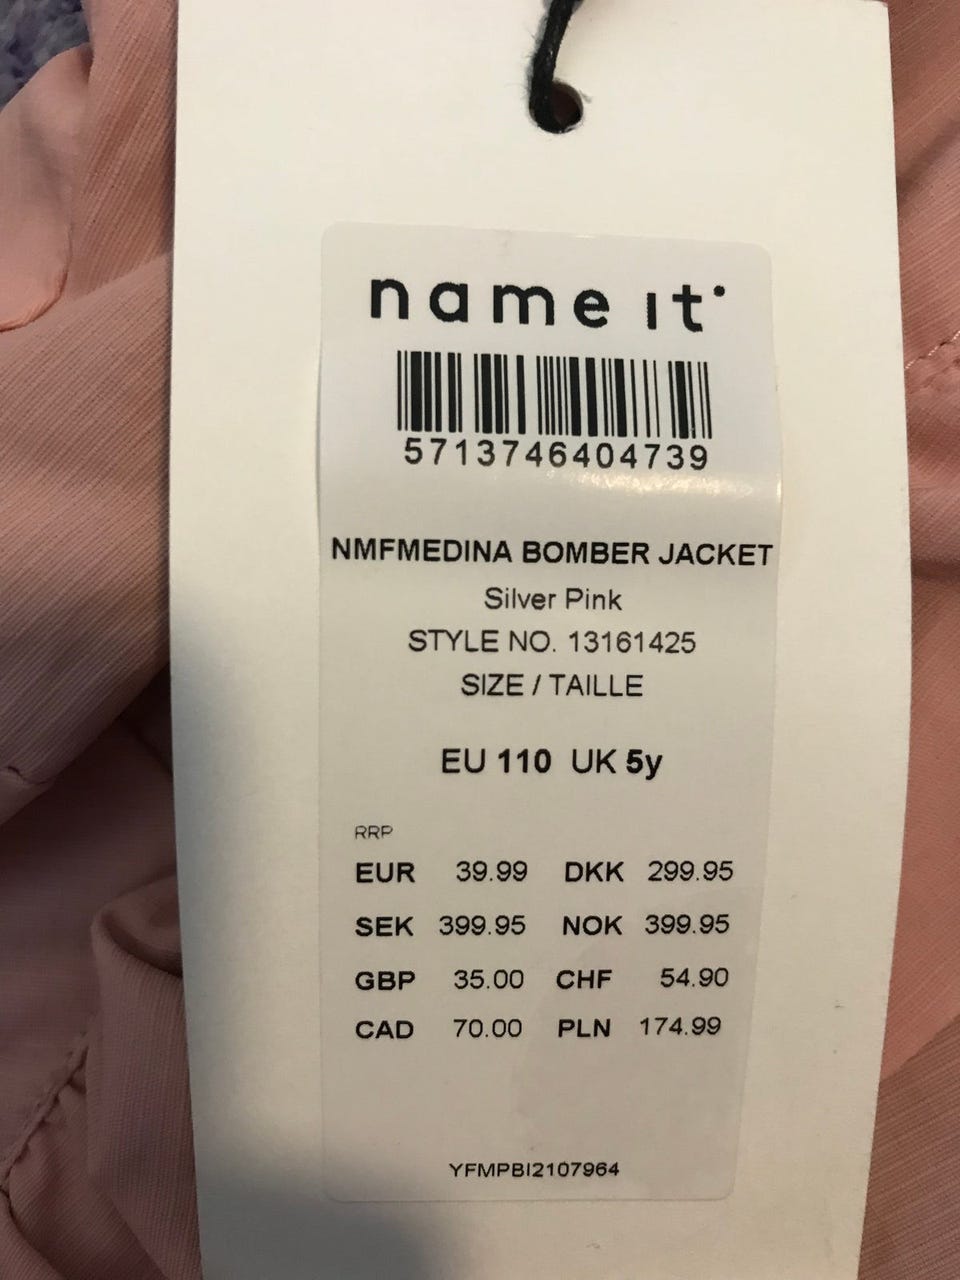 name it
5713746404739
NMFMEDINA BOMBER JACKET
Silver Pink
STYLE NO. 13161425
SIZE / TAILLE
EU 110 UK 5y
RRP
EUR 39.99 DKK 299.95
SEK 399.95 NOK 399.95
GBP 35.00 CHF 54.90
CAD 70.00 PLN 174.99
YFMPBI2107964